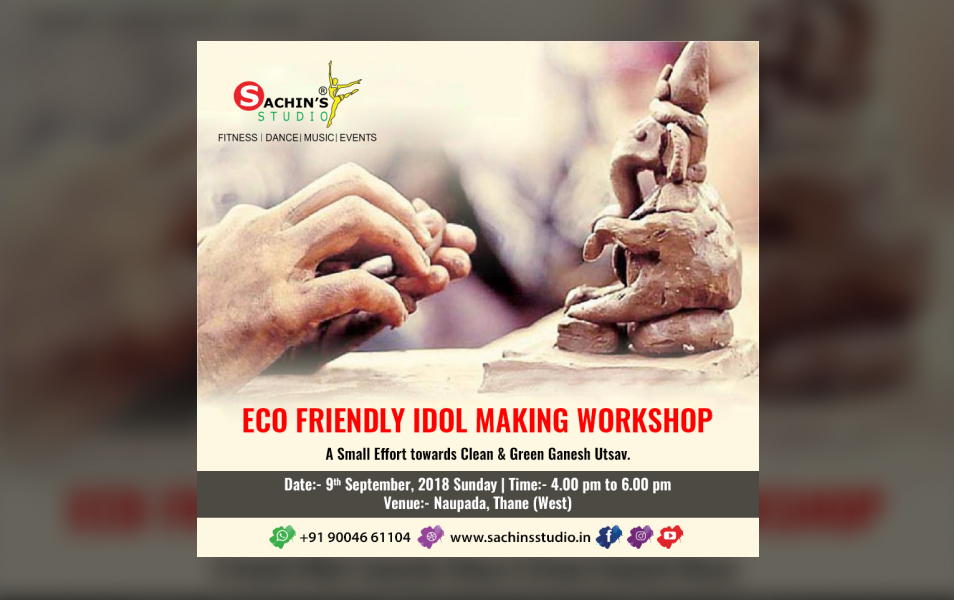 SACHIN'S®
STUDIO
FITNESS | DANCE | MUSIC | EVENTS
ECO FRIENDLY IDOL MAKING WORKSHOP
A Small Effort towards Clean & Green Ganesh Utsav.
Date:- 9th September, 2018 Sunday | Time:- 4.00 pm to 6.00 pm
Venue:- Naupada, Thane (West)
+91 90046 61104 www.sachinsstudio.in